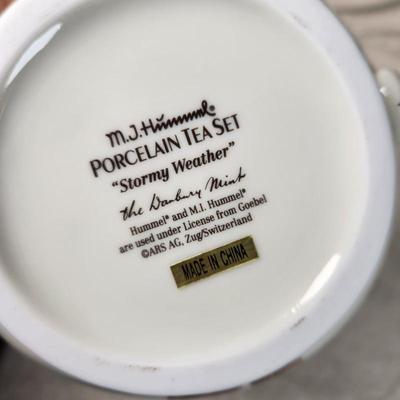 M.J. Hummel®
PORCELAIN TEA SET
"Stormy Weather"
the Danbury Mint
Hummel® and M.I. Hummel®
are used under License from Goebel
©ARS AG, Zug/Switzerland
MADE IN CHINA